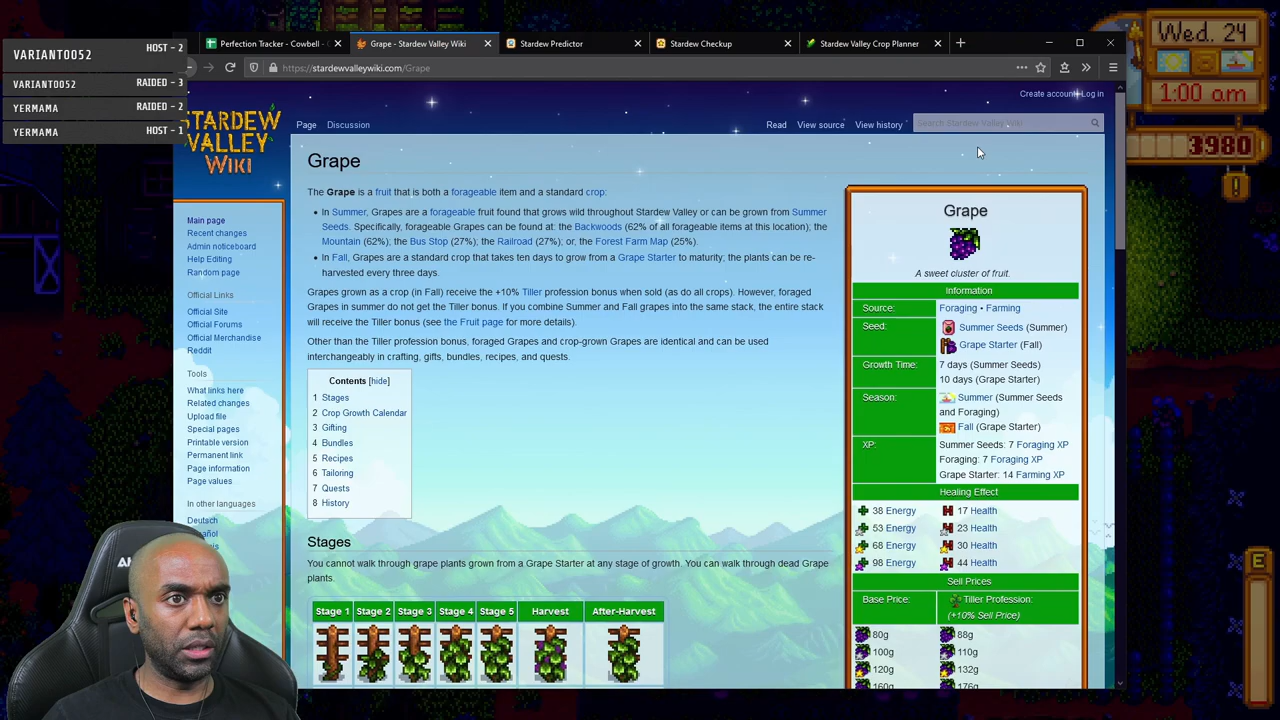 VARIANT0052 HOST - 2
VARIANT0052 RAIDED - 3
YERMAMA RAIDED - 2
YERMAMA HOST - 1
Perfection Tracker - Cowbell -
Grape - Stardew Valley Wiki
Stardew Predictor
Stardew Checkup
Stardew Valley Crop Planner
https://stardewvalleywiki.com/Grape
Wed. 24
1:00 am
3980
E
Create account Log in
STARDEW
VALLEY
WIKI
Page Discussion Read View source View history Search Stardew Valley Wiki
Main page
Recent changes
Admin noticeboard
Help Editing
Random page
Official Links
Official Site
Official Forums
Official Merchandise
Reddit
Tools
What links here
Related changes
Upload file
Special pages
Printable version
Permanent link
Page information
Page values
In other languages
Deutsch
Grape
The Grape is a fruit that is both a forageable item and a standard crop:
• In Summer, Grapes are a forageable fruit found that grows wild throughout Stardew Valley or can be grown from Summer
Seeds. Specifically, forageable Grapes can be found at: the Backwoods (62% of all forageable items at this location); the
Mountain (62%); the Bus Stop (27%); the Railroad (27%); or, the Forest Farm Map (25%).
• In Fall, Grapes are a standard crop that takes ten days to grow from a Grape Starter to maturity; the plants can be re-
harvested every three days.
Grapes grown as a crop (in Fall) receive the +10% Tiller profession bonus when sold (as do all crops). However, foraged
Grapes in summer do not get the Tiller bonus. If you combine Summer and Fall grapes into the same stack, the entire stack
will receive the Tiller bonus (see the Fruit page for more details).
Other than the Tiller profession bonus, foraged Grapes and crop-grown Grapes are identical and can be used
interchangeably in crafting, gifts, bundles, recipes, and quests.
Contents [hide]
1 Stages
2 Crop Growth Calendar
3 Gifting
4 Bundles
5 Recipes
6 Tailoring
7 Quests
8 History
Stages
You cannot walk through grape plants grown from a Grape Starter at any stage of growth. You can walk through dead Grape
plants.
Stage 1 Stage 2 Stage 3 Stage 4 Stage 5 Harvest After-Harvest
Grape
A sweet cluster of fruit.
Information
Source: Foraging • Farming
Seed: Summer Seeds (Summer)
Grape Starter (Fall)
Growth Time: 7 days (Summer Seeds)
10 days (Grape Starter)
Season: Summer (Summer Seeds
and Foraging)
Fall (Grape Starter)
XP: Summer Seeds: 7 Foraging XP
Foraging: 7 Foraging XP
Grape Starter: 14 Farming XP
Healing Effect
38 Energy 17 Health
53 Energy 23 Health
68 Energy 30 Health
98 Energy 44 Health
Sell Prices
Base Price: Tiller Profession:
(+10% Sell Price)
80g 88g
100g 110g
120g 132g
160g 176g